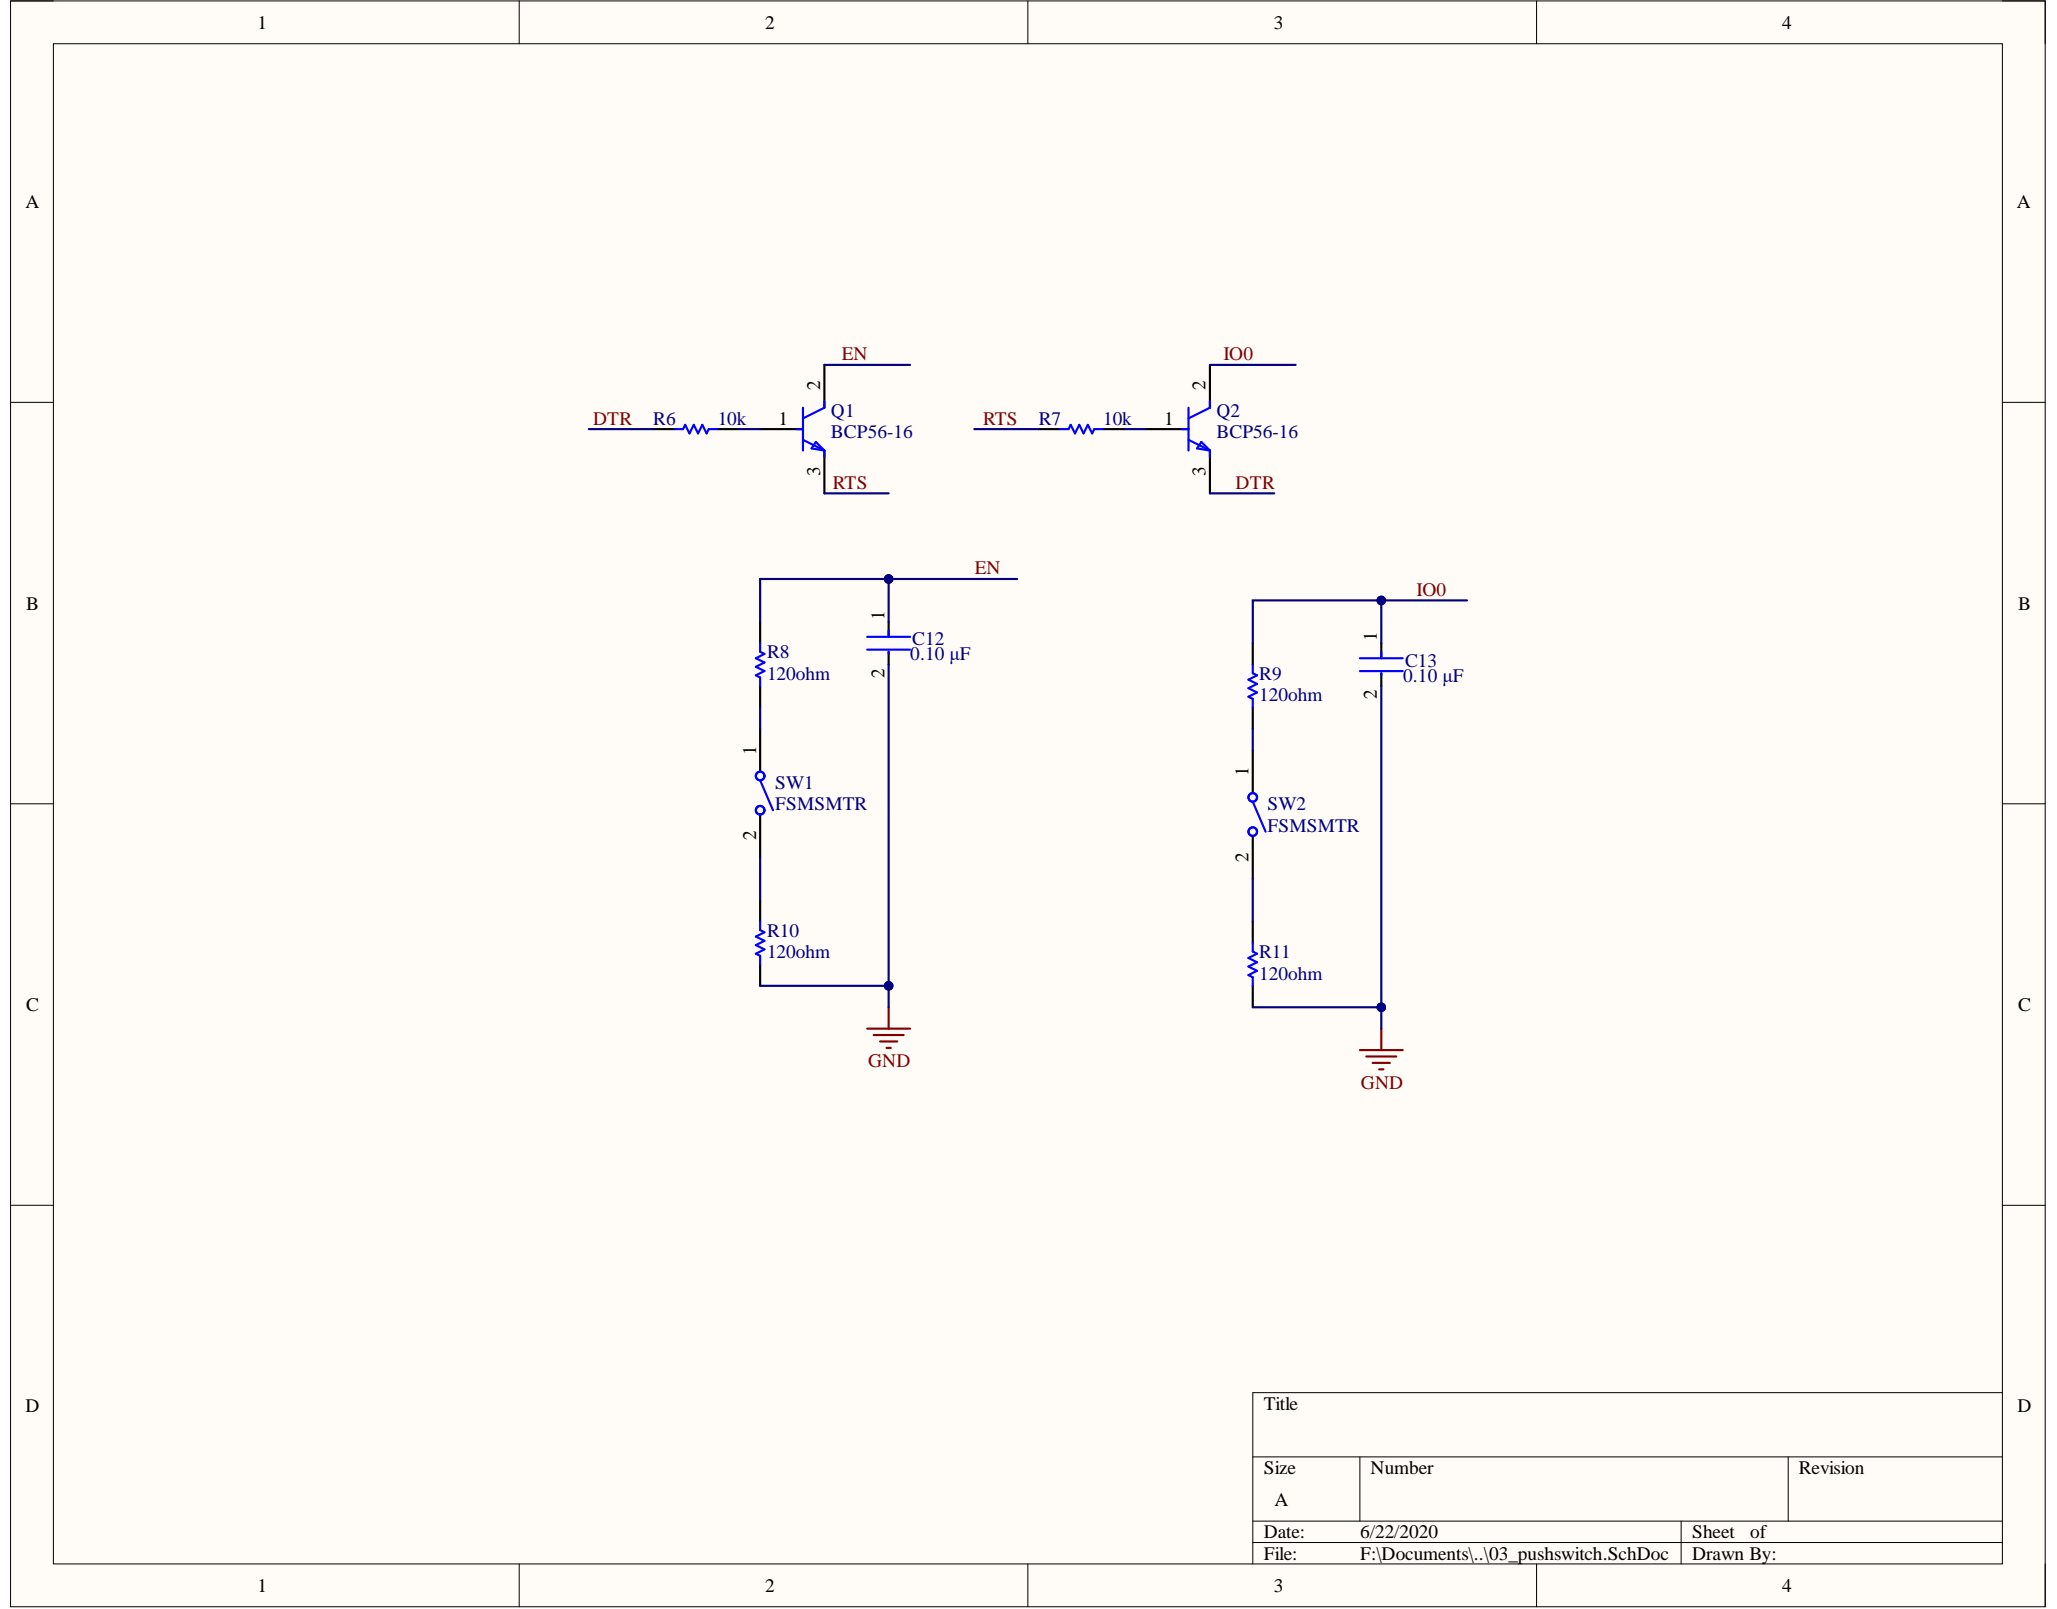 1 2 3 4
A A
EN IO0
2 2
DTR R6 10k 1 Q1 RTS R7 10k 1 Q2
BCP56-16 BCP56-16
3 3
RTS DTR
EN
IO0
B B
1 1
R8 C12 R9 C13
120ohm 0.10 µF 120ohm 0.10 µF
2 2
1 1
SW1 SW2
FSMSMTR FSMSMTR
2 2
R10 R11
120ohm 120ohm
C C
GND GND
D D
Title
Size Number Revision
A
Date: 6/22/2020 Sheet of
File: F:\Documents\..\03_pushswitch.SchDoc Drawn By:
1 2 3 4